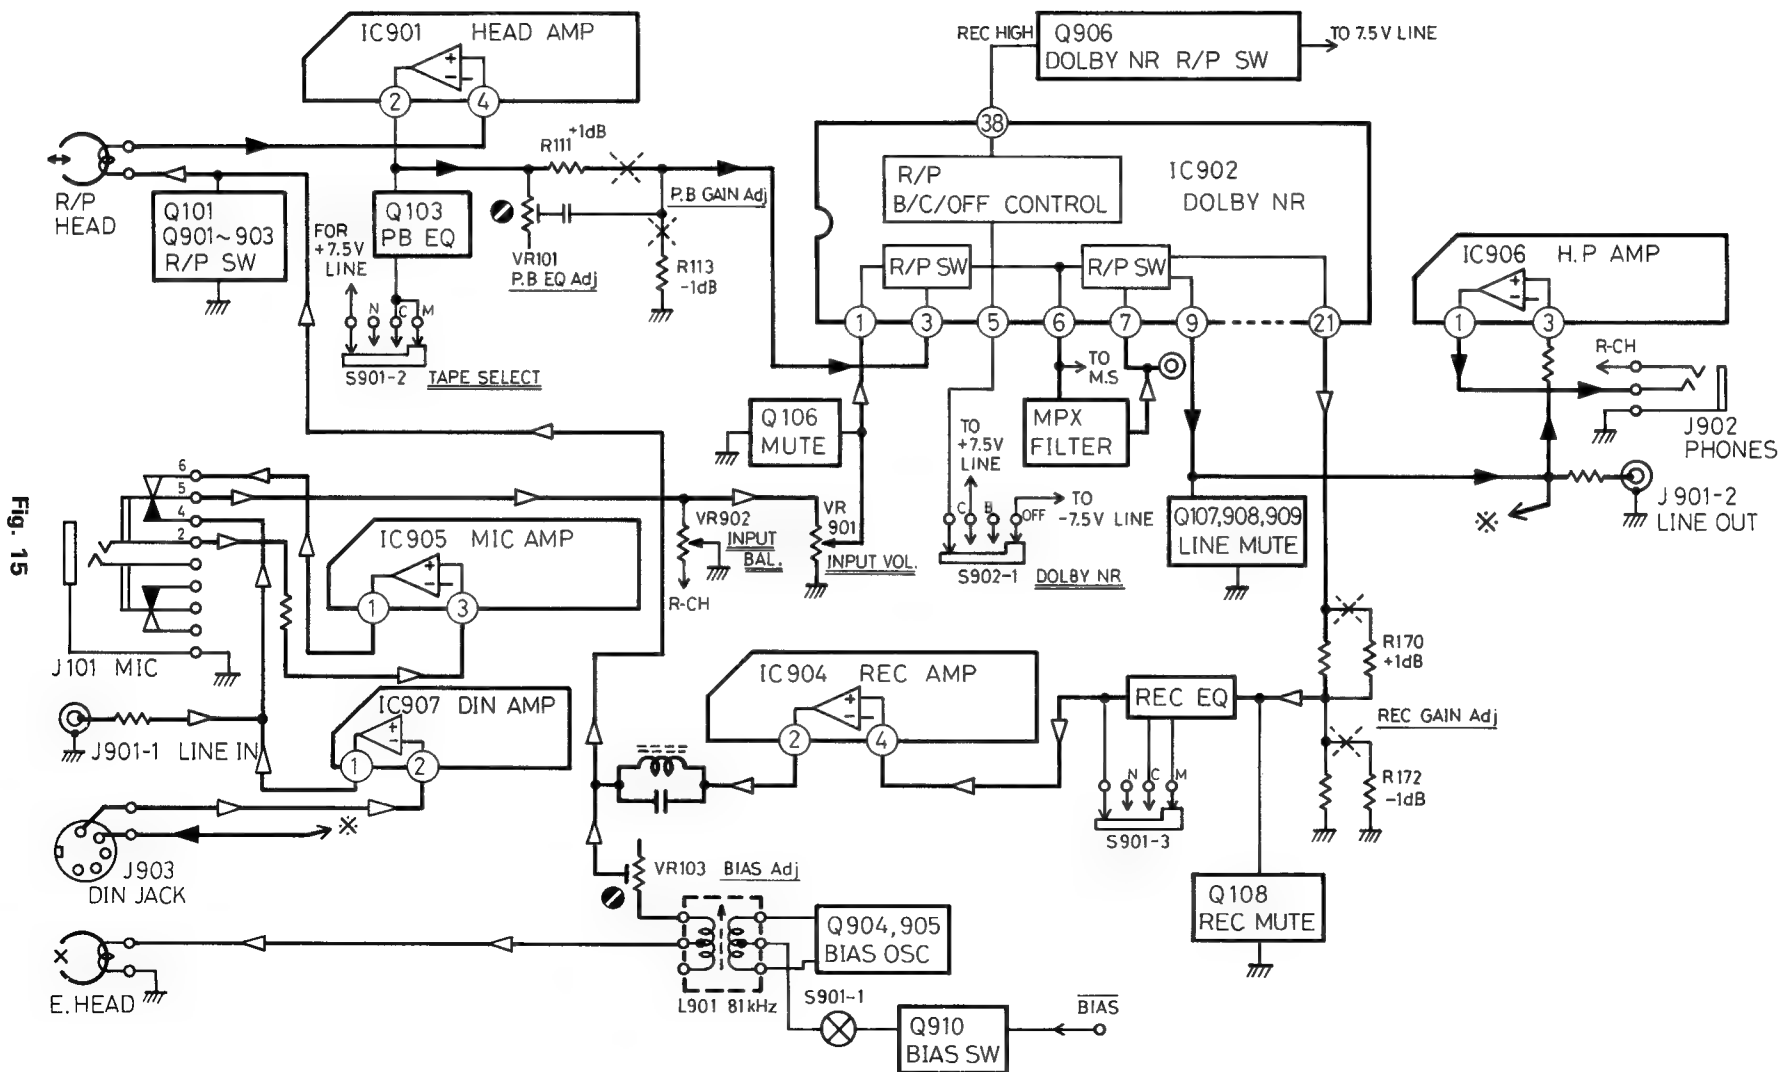 IC901 HEAD AMP
+
-
2
4
R/P
HEAD
Q101
Q901~903
R/P SW
FOR
+7.5V
LINE
Q103
PB EQ
N
C
M
S901-2
TAPE SELECT
R111
+1dB
VR101
P.B EQ Adj
P.B GAIN Adj
R113
-1dB
REC HIGH
Q906
DOLBY NR R/P SW
TO 7.5V LINE
38
R/P
B/C/OFF CONTROL
IC902
DOLBY NR
R/P SW
R/P SW
1
3
5
6
7
9
21
TO
M.S
Q106
MUTE
MPX
FILTER
TO
+7.5V
LINE
C
B
OFF
TO
-7.5V LINE
S902-1
DOLBY NR
Q107,908,909
LINE MUTE
IC906 H.P AMP
+
-
1
3
R-CH
J902
PHONES
※
J901-2
LINE OUT
6
5
4
2
J101 MIC
IC905 MIC AMP
+
-
1
3
VR902
INPUT
BAL.
R-CH
VR
901
INPUT VOL.
Fig. 15
J901-1 LINE IN
IC907 DIN AMP
+
-
1
2
※
J903
DIN JACK
IC904 REC AMP
+
-
2
4
REC EQ
N
C
M
S901-3
R170
+1dB
REC GAIN Adj
R172
-1dB
Q108
REC MUTE
VR103
BIAS Adj
Q904,905
BIAS OSC
L901 81kHz
S901-1
Q910
BIAS SW
BIAS
E. HEAD